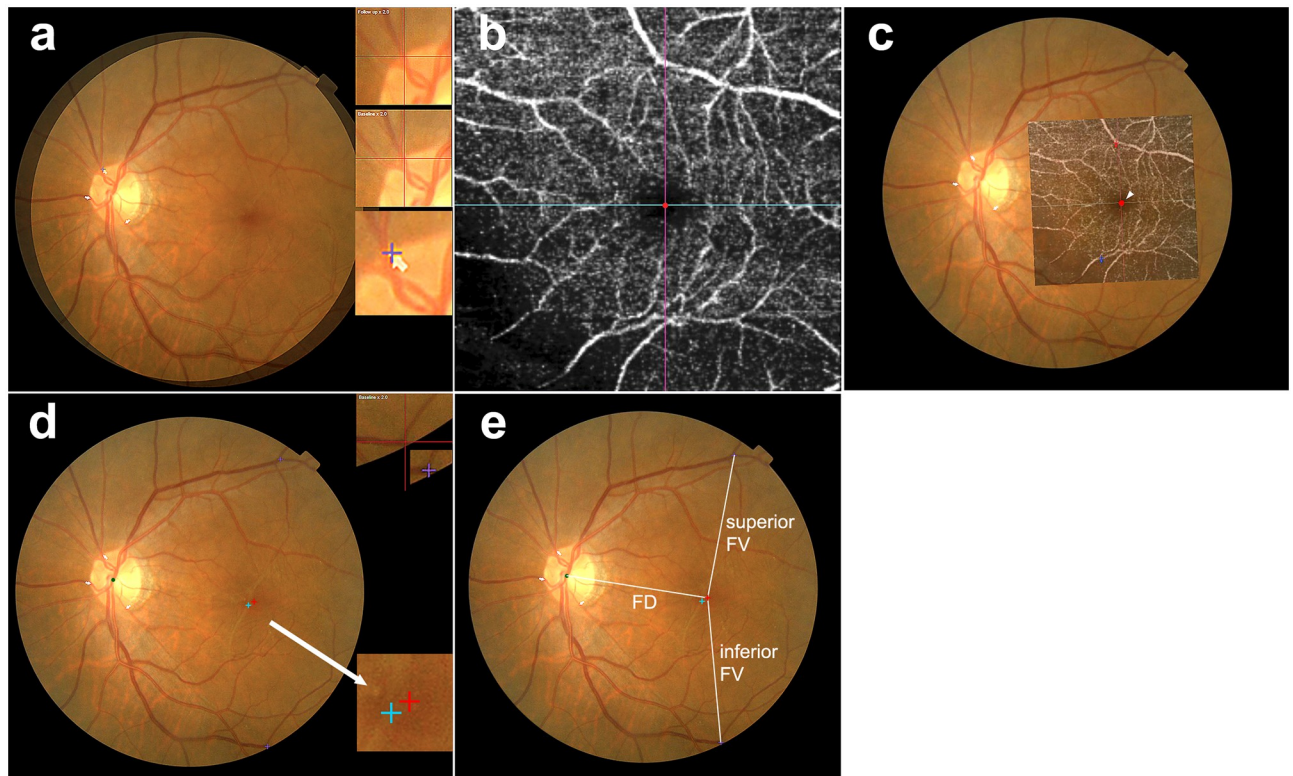 a
Follow up x 2.0
Baseline x 2.0
b
c
d
Baseline x 2.0
e
superior
FV
FD
inferior
FV